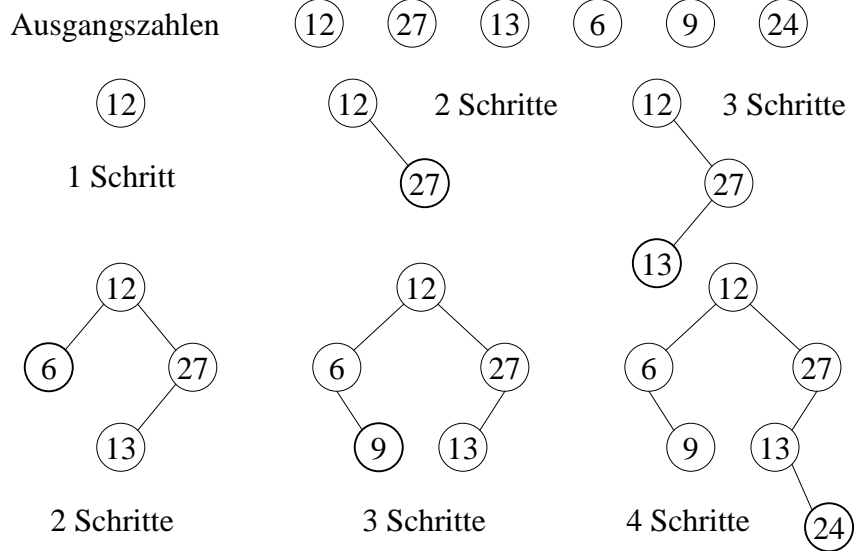 Ausgangszahlen 12 27 13 6 9 24
12 12 2 Schritte 12 3 Schritte
1 Schritt 27 27
13
12 12 12
6 27 6 27 6 27
13 9 13 9 13
2 Schritte 3 Schritte 4 Schritte 24